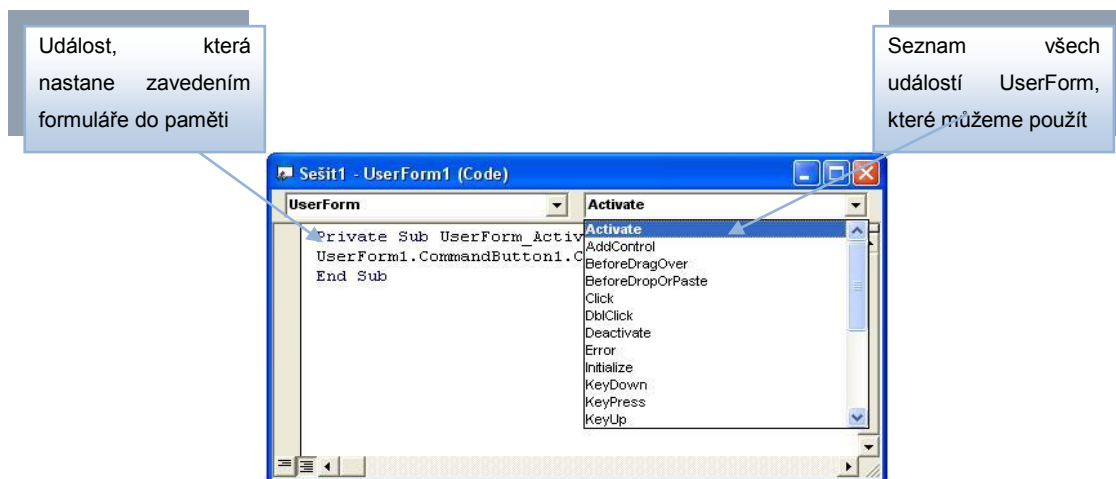 Událost, která
nastane zavedením
formuláře do paměti
Seznam všech
událostí UserForm,
které můžeme použít
Sešit1 - UserForm1 (Code)
UserForm Activate
Private Sub UserForm_Activ
UserForm1.CommandButton1.C
End Sub
Activate
AddControl
BeforeDragOver
BeforeDropOrPaste
Click
DblClick
Deactivate
Error
Initialize
KeyDown
KeyPress
KeyUp